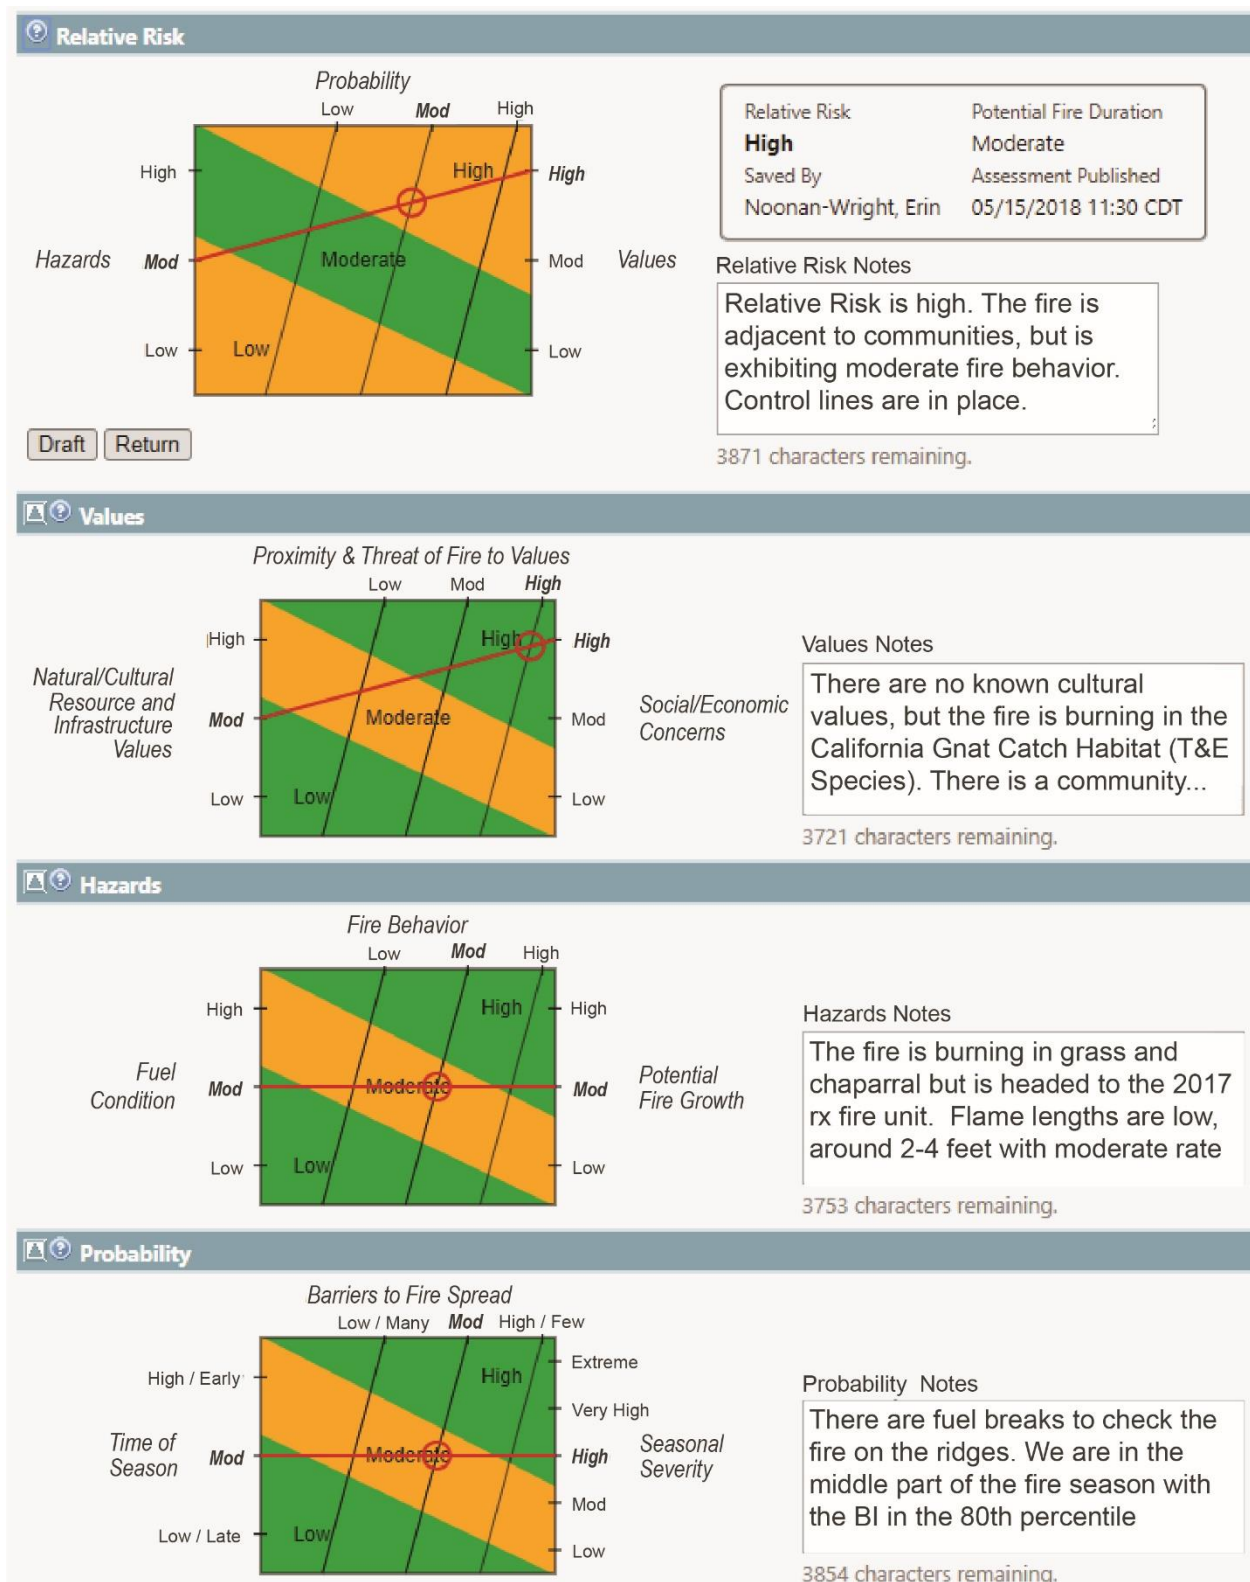 Relative Risk
Probability
Low Mod High
High High High
Hazards Mod Moderate Mod Values
Low Low Low
Draft Return
Relative Risk Potential Fire Duration
High Moderate
Saved By Assessment Published
Noonan-Wright, Erin 05/15/2018 11:30 CDT
Relative Risk Notes
Relative Risk is high. The fire is
adjacent to communities, but is
exhibiting moderate fire behavior.
Control lines are in place.
3871 characters remaining.
Values
Proximity & Threat of Fire to Values
Low Mod High
High High High
Natural/Cultural
Resource and
Infrastructure
Values
Mod Moderate Mod
Social/Economic
Concerns
Low Low Low
Values Notes
There are no known cultural
values, but the fire is burning in the
California Gnat Catch Habitat (T&E
Species). There is a community...
3721 characters remaining.
Hazards
Fire Behavior
Low Mod High
High High High
Fuel
Condition
Mod Moderate Mod
Potential
Fire Growth
Low Low Low
Hazards Notes
The fire is burning in grass and
chaparral but is headed to the 2017
rx fire unit. Flame lengths are low,
around 2-4 feet with moderate rate
3753 characters remaining.
Probability
Barriers to Fire Spread
Low / Many Mod High / Few
High / Early High Extreme
Very High
Time of
Season
Mod Moderate High
Seasonal
Severity
Mod
Low / Late Low Low
Probability Notes
There are fuel breaks to check the
fire on the ridges. We are in the
middle part of the fire season with
the BI in the 80th percentile
3854 characters remaining.